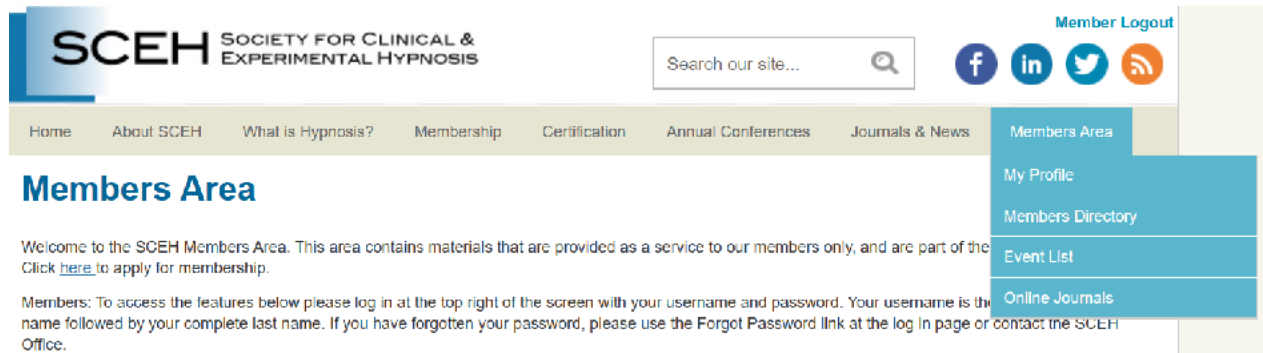 Member Logout
SCEH SOCIETY FOR CLINICAL &
EXPERIMENTAL HYPNOSIS
Search our site...
Home About SCEH What is Hypnosis? Membership Certification Annual Conferences Journals & News Members Area
My Profile
Members Directory
Event List
Online Journals
Members Area
Welcome to the SCEH Members Area. This area contains materials that are provided as a service to our members only, and are part of the
Click here to apply for membership.
Members: To access the features below please log in at the top right of the screen with your username and password. Your username is the
name followed by your complete last name. If you have forgotten your password, please use the Forgot Password link at the log in page or contact the SCEH
Office.